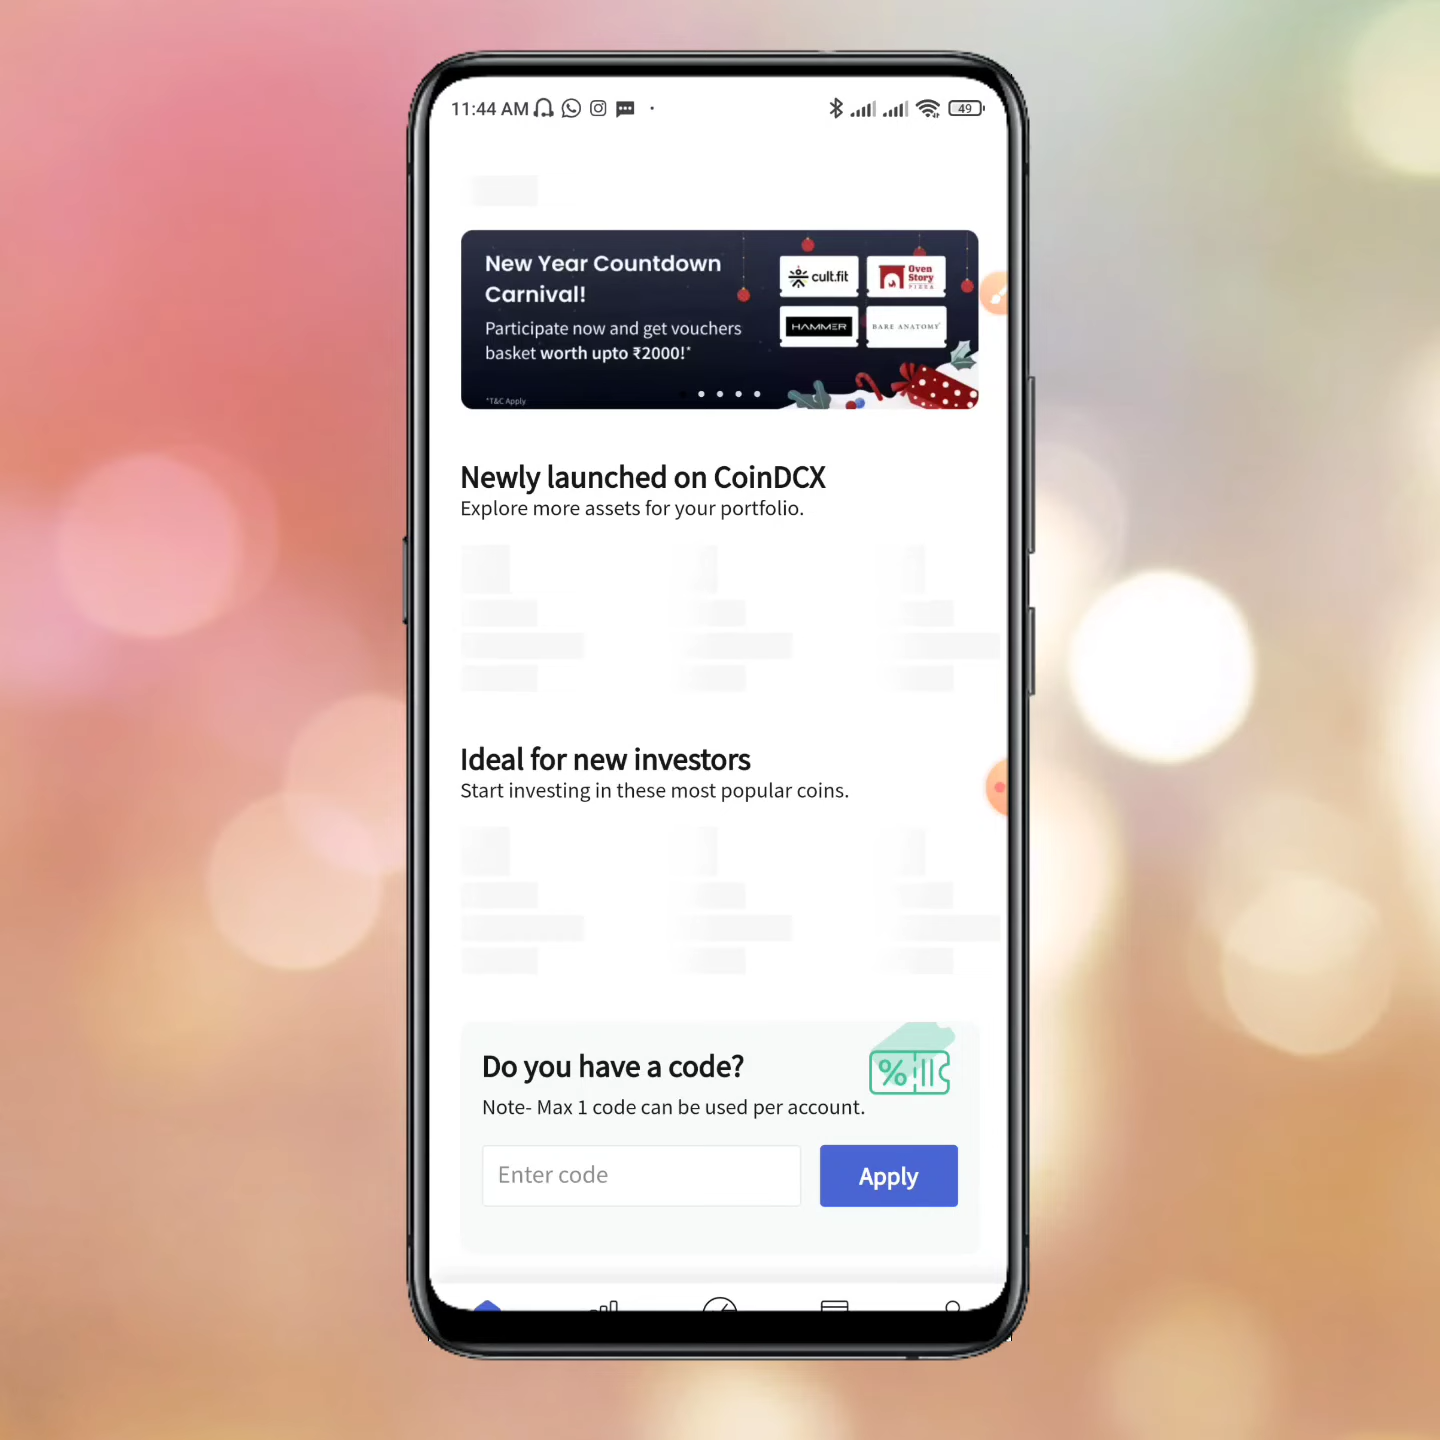 11:44 AM
49
New Year Countdown
Carnival!
Participate now and get vouchers
basket worth upto ₹2000!*
*T&C Apply
cult.fit
Oven
Story
PIZZA
HAMMER
BARE ANATOMY
Newly launched on CoinDCX
Explore more assets for your portfolio.
Ideal for new investors
Start investing in these most popular coins.
Do you have a code?
%
Note- Max 1 code can be used per account.
Enter code
Apply